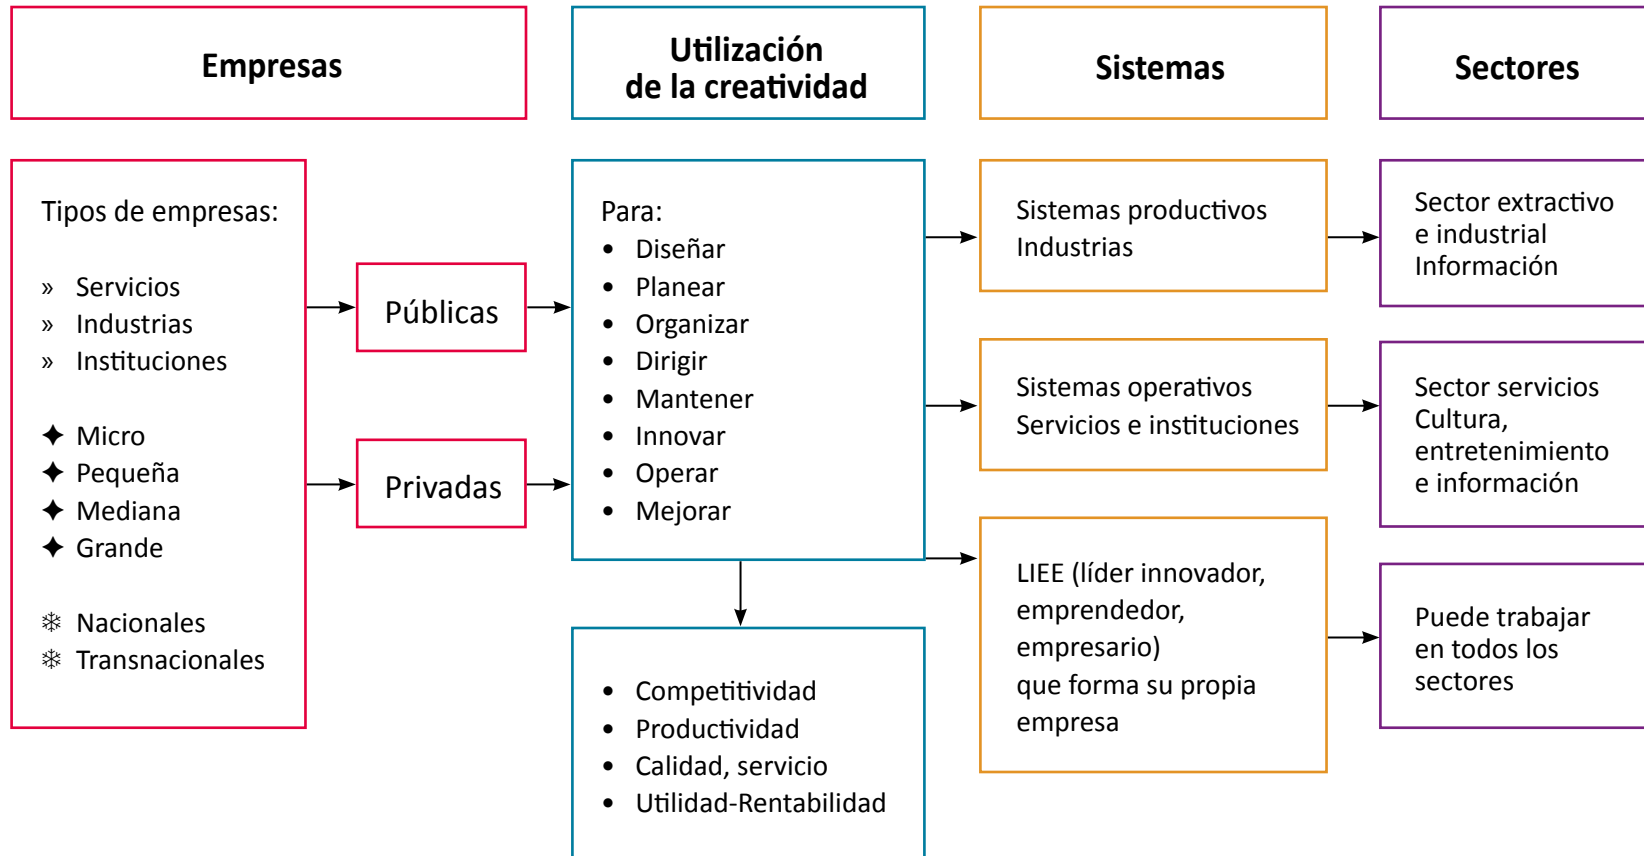 Empresas
Utilización
de la creatividad
Sistemas
Sectores
Tipos de empresas:
» Servicios
» Industrias
» Instituciones
✦ Micro
✦ Pequeña
✦ Mediana
✦ Grande
❄ Nacionales
❄ Transnacionales
Públicas
Privadas
Para:
• Diseñar
• Planear
• Organizar
• Dirigir
• Mantener
• Innovar
• Operar
• Mejorar
• Competitividad
• Productividad
• Calidad, servicio
• Utilidad-Rentabilidad
Sistemas productivos
Industrias
Sistemas operativos
Servicios e instituciones
LIEE (líder innovador,
emprendedor,
empresario)
que forma su propia
empresa
Sector extractivo
e industrial
Información
Sector servicios
Cultura,
entretenimiento
e información
Puede trabajar
en todos los
sectores